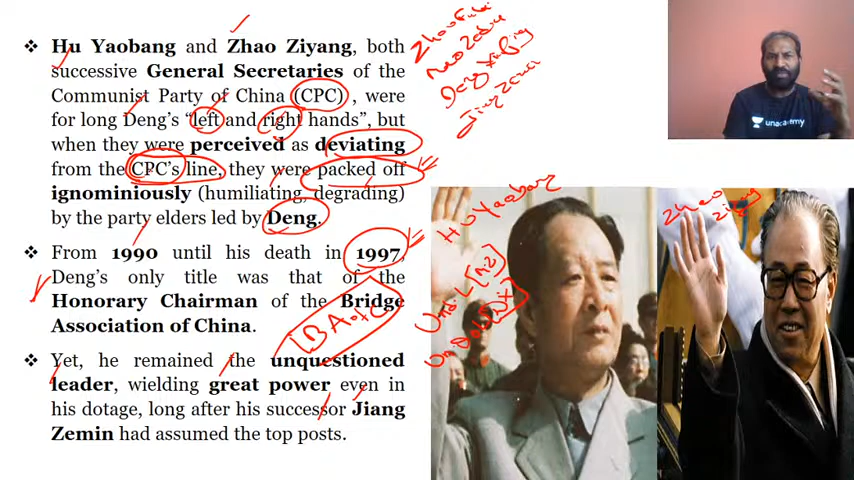 ❖ Hu Yaobang and Zhao Ziyang, both
successive General Secretaries of the
Communist Party of China (CPC) , were
for long Deng's "left and right hands", but
when they were perceived as deviating
from the CPC's line, they were packed off
ignominiously (humiliating, degrading)
by the party elders led by Deng.
❖ From 1990 until his death in 1997,
Deng's only title was that of the
Honorary Chairman of the Bridge
Association of China.
❖ Yet, he remained the unquestioned
leader, wielding great power even in
his dotage, long after his successor Jiang
Zemin had assumed the top posts.
Jiang Zemin
Hu Yaobang
Zhao
Ziyang
unacademy